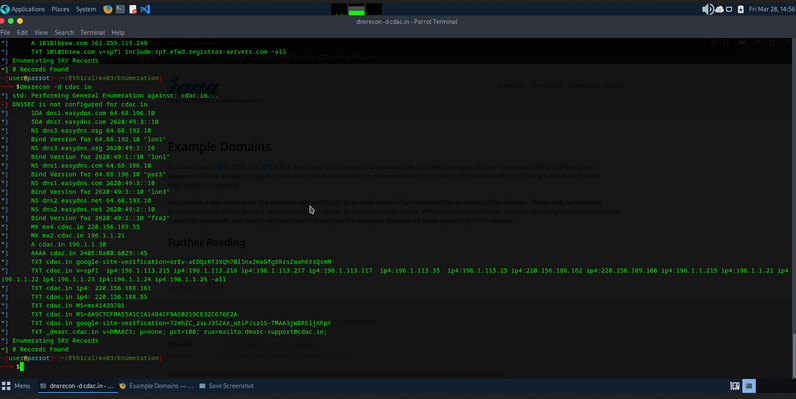 Applications Places System
dnsrecon -d cdac.in - Parrot Terminal
Fri Mar 28, 14:56
File Edit View Search Terminal Help
*] A 10101brew.com 162.255.119.249
*] TXT 10101brew.com v=spf1 include:spf.efwd.registrar-servers.com ~all
*] Enumerating SRV Records
+] 0 Records Found
[user@parrot]-[~/Ethical/ex03/Enumeration]
$dnsrecon -d cdac.in
*] std: Performing General Enumeration against: cdac.in...
-] DNSSEC is not configured for cdac.in
*] SOA dns1.easydns.com 64.68.196.10
*] SOA dns1.easydns.com 2620:49:3::10
*] NS dns3.easydns.org 64.68.192.10
*] Bind Version for 64.68.192.10 "lon1"
*] NS dns3.easydns.org 2620:49:1::10
*] Bind Version for 2620:49:1::10 "lon1"
*] NS dns1.easydns.com 64.68.196.10
*] Bind Version for 64.68.196.10 "par3"
*] NS dns1.easydns.com 2620:49:3::10
*] Bind Version for 2620:49:3::10 "lon3"
*] NS dns2.easydns.net 64.68.193.10
*] NS dns2.easydns.net 2620:49:2::10
*] Bind Version for 2620:49:2::10 "fra2"
*] MX mx4.cdac.in 220.156.189.55
*] MX mx2.cdac.in 196.1.1.21
*] A cdac.in 196.1.1.30
*] AAAA cdac.in 2405:8a00:6029::45
*] TXT cdac.in
*] TXT cdac.in v=spf1 ip4:196.1.113.215 ip4:196.1.113.216 ip4:196.1.113.217 ip4:196.1.113.117 ip4:196.1.113.35 ip4:196.1.113.25 ip4:220.156.188.162 ip4:220.156.189.166 ip4:196.1.1.215 ip4:196.1.1.21 ip4
196.1.1.22 ip4:196.1.1.23 ip4:196.1.1.24 ip4:196.1.1.25 ~all
*] TXT cdac.in ip4: 220.156.188.161
*] TXT cdac.in ip4: 220.156.188.55
*] TXT cdac.in MS=ms41439781
*] TXT cdac.in
*] TXT cdac.in
*] TXT _dmarc.cdac.in v=DMARC1; p=none; pct=100; rua=mailto:dmarc-support@cdac.in;
*] Enumerating SRV Records
+] 0 Records Found
[user@parrot]-[~/Ethical/ex03/Enumeration]
$
Example Domains
Further Reading
Menu
dnsrecon -d cdac.in - ...
Example Domains — ...
Save Screenshot